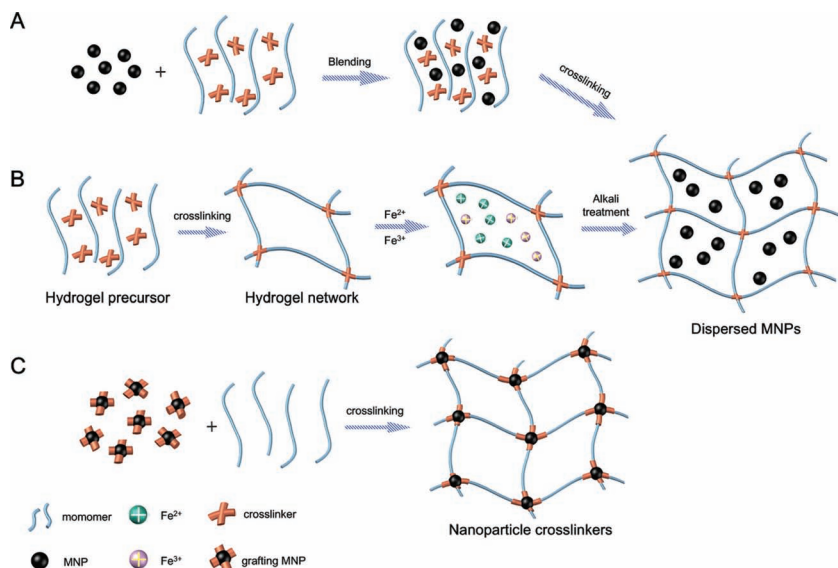 A
+
Blending
crosslinking
B
crosslinking
Fe²⁺
Fe³⁺
Alkali
treatment
Hydrogel precursor
Hydrogel network
Dispersed MNPs
C
+
crosslinking
Nanoparticle crosslinkers
momomer
Fe²⁺
crosslinker
MNP
Fe³⁺
grafting MNP